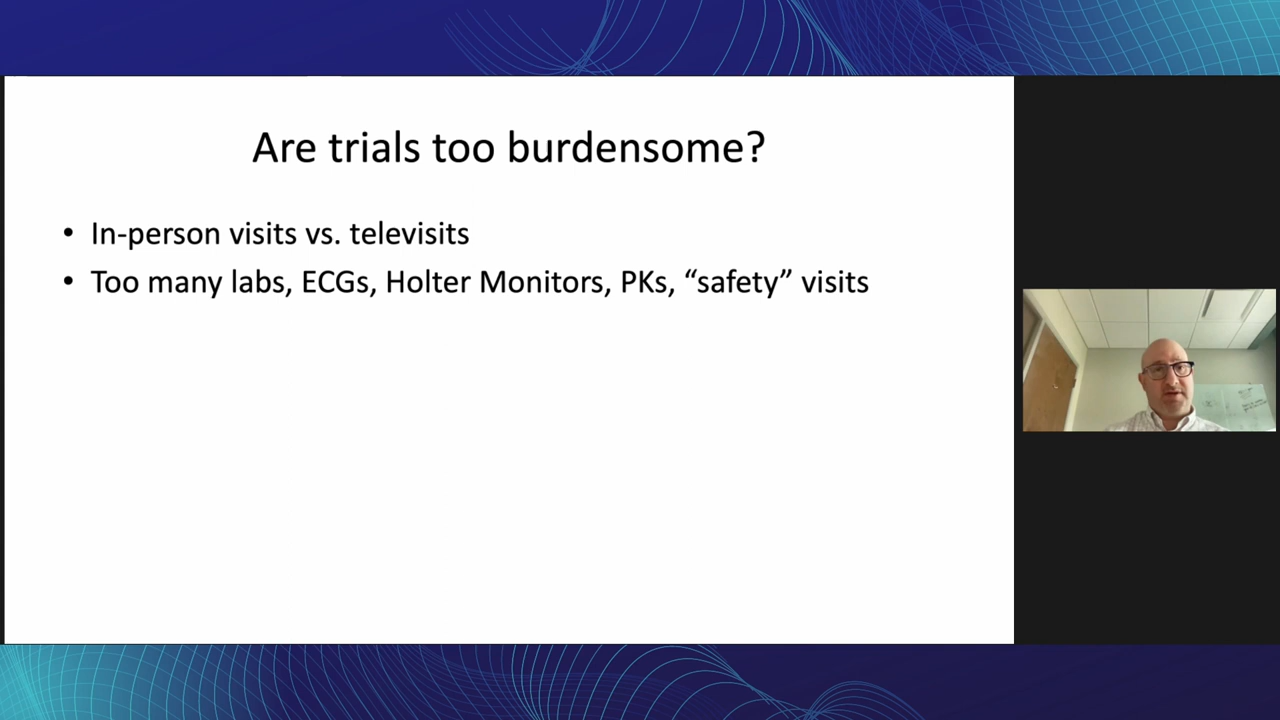 Are trials too burdensome?
• In-person visits vs. televisits
• Too many labs, ECGs, Holter Monitors, PKs, “safety” visits